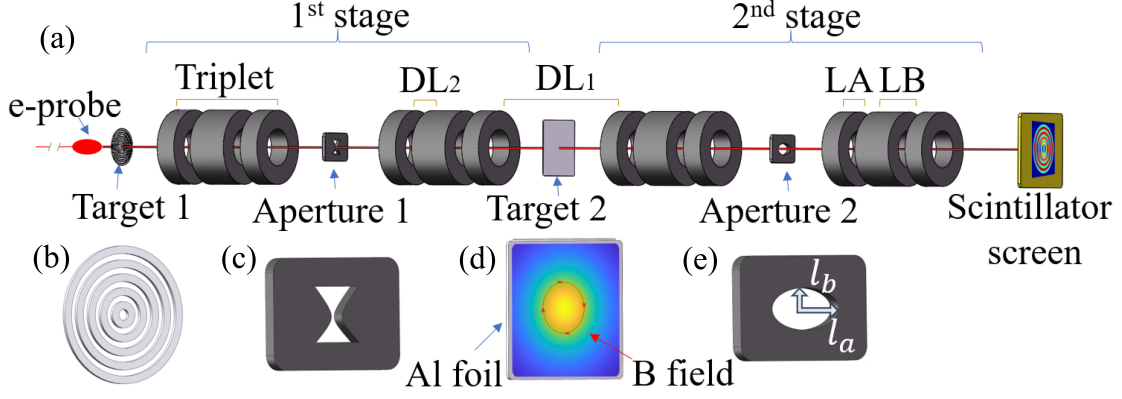 1st stage
2nd stage
(a)
Triplet
DL2
DL1
LA
LB
e-probe
Target 1
Aperture 1
Target 2
Aperture 2
Scintillator
screen
(b)
(c)
(d)
(e)
lb
la
Al foil
B field